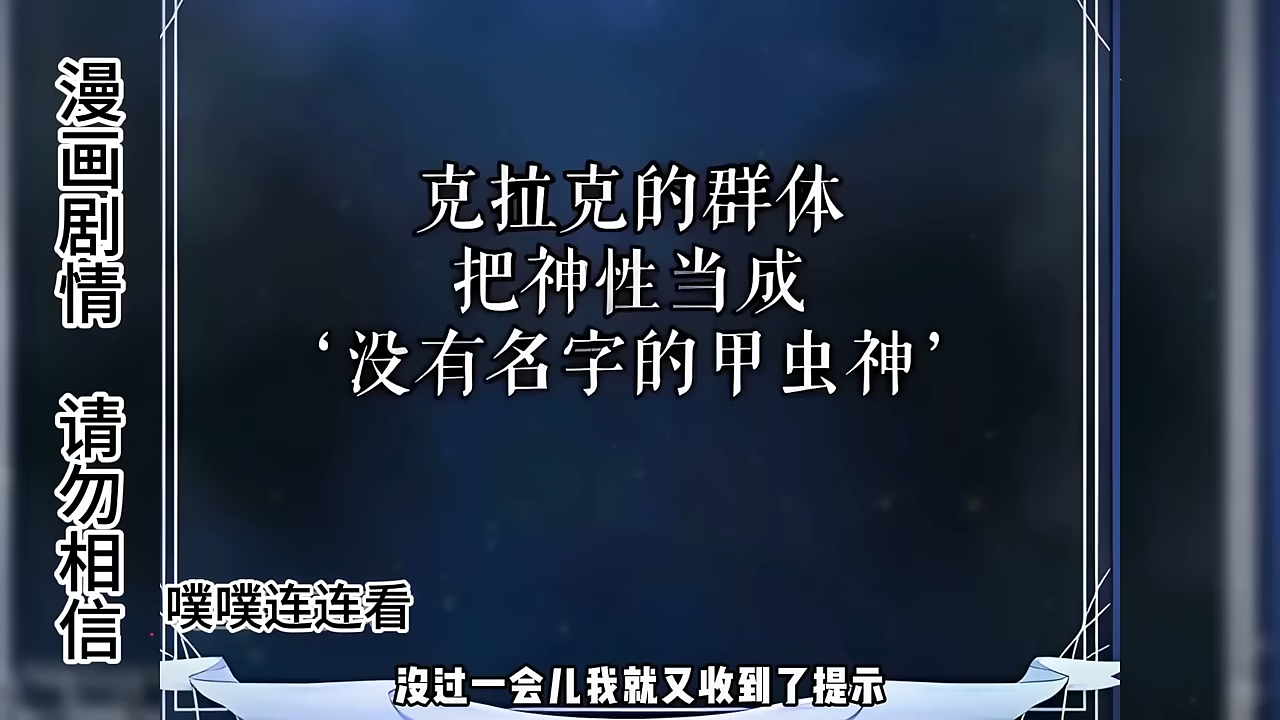 漫画剧情 请勿相信
克拉克的群体
把神性当成
‘没有名字的甲虫神’
噗噗连连看
没过一会儿我就又收到了提示